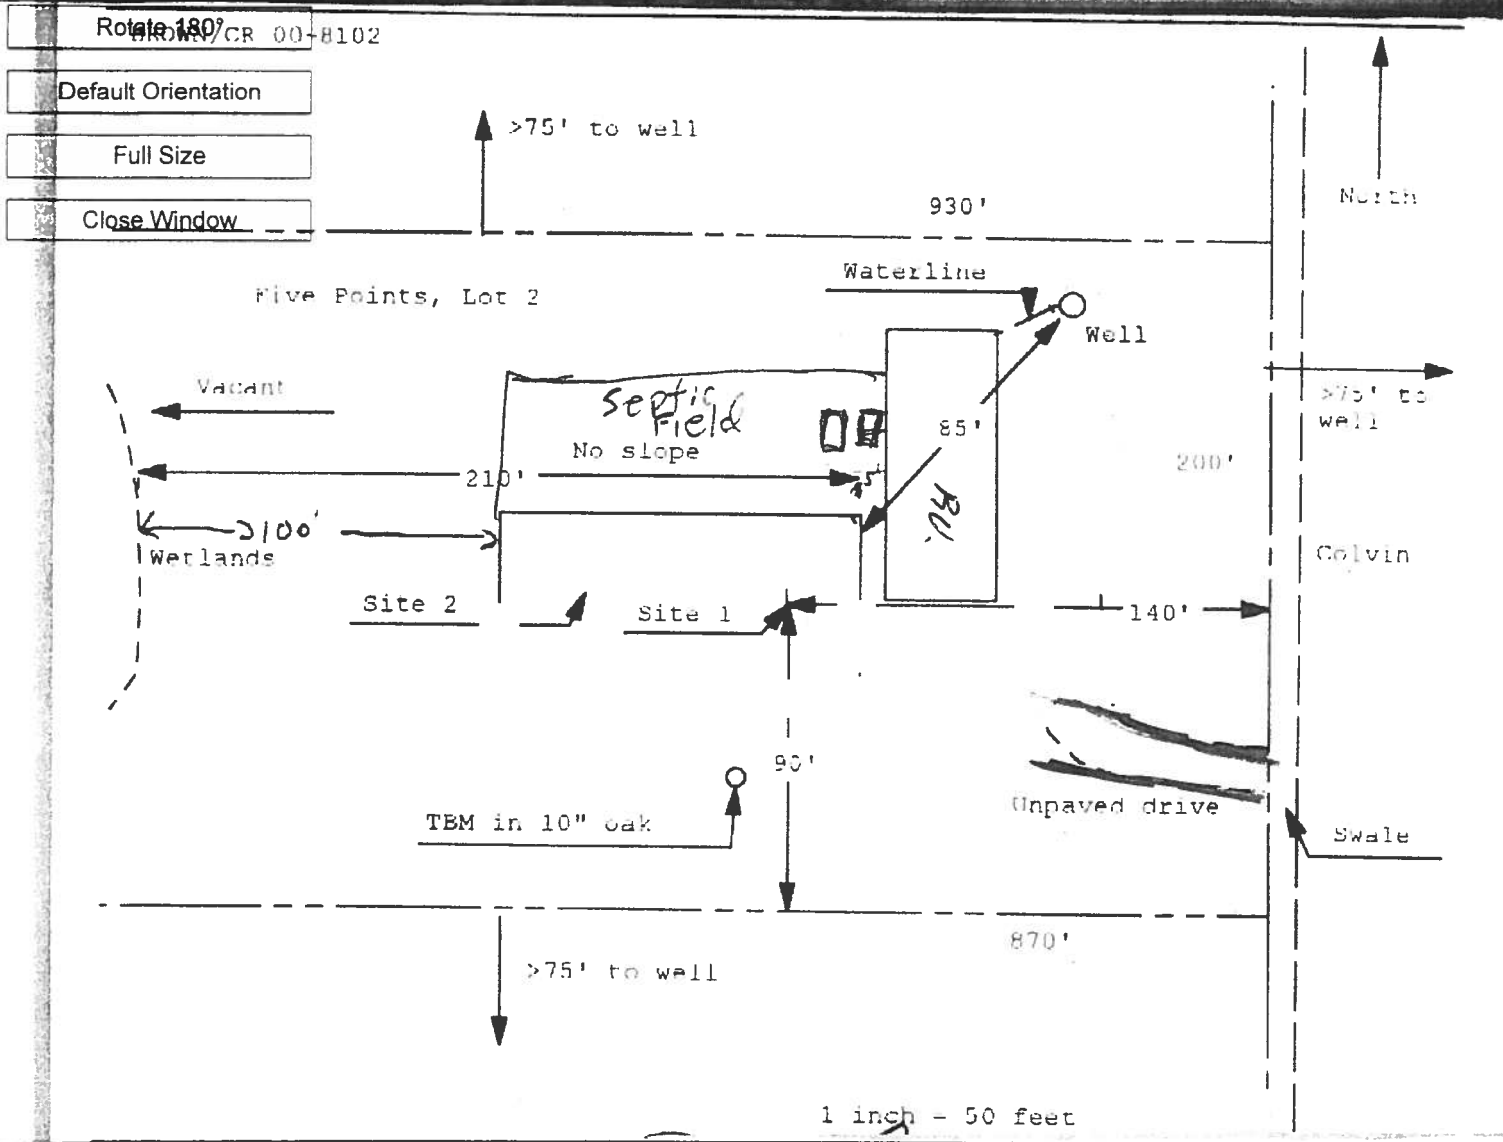 Rotate 180°
BROWN/CR 00-8102
Default Orientation
Full Size
Close Window
>75' to well
North
930'
Waterline
Five Points, Lot 2
Well
Vacant
>75' to
well
Septic
Field
85'
No slope
200'
210'
>100'
Wetlands
Colvin
Site 2
Site 1
140'
90'
Unpaved drive
TBM in 10" oak
Swale
870'
>75' to well
1 inch - 50 feet